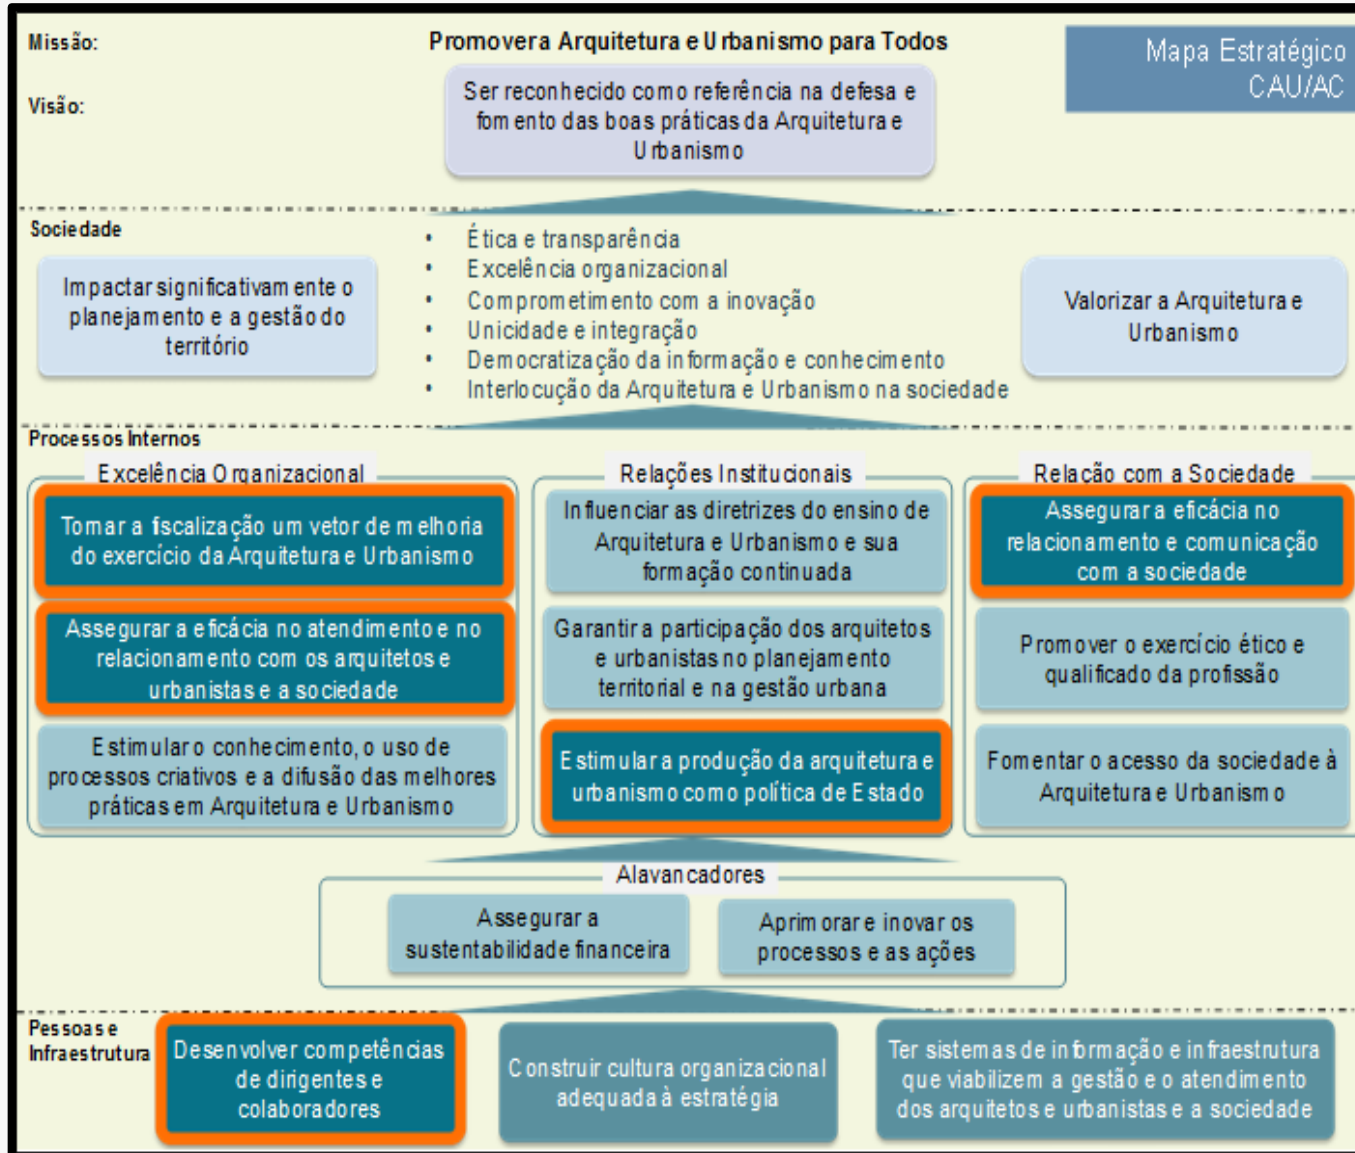 Missão:
Promover a Arquitetura e Urbanismo para Todos
Mapa Estratégico
CAU/AC
Visão:
Ser reconhecido como referência na defesa e
fomento das boas práticas da Arquitetura e
Urbanismo
Sociedade
Impactar significativamente o
planejamento e a gestão do
território
• Ética e transparência
• Excelência organizacional
• Comprometimento com a inovação
• Unicidade e integração
• Democratização da informação e conhecimento
• Interlocução da Arquitetura e Urbanismo na sociedade
Valorizar a Arquitetura e
Urbanismo
Processos Internos
Excelência Organizacional
Tornar a fiscalização um vetor de melhoria
do exercício da Arquitetura e Urbanismo
Assegurar a eficácia no atendimento e no
relacionamento com os arquitetos e
urbanistas e a sociedade
Estimular o conhecimento, o uso de
processos criativos e a difusão das melhores
práticas em Arquitetura e Urbanismo
Relações Institucionais
Influenciar as diretrizes do ensino de
Arquitetura e Urbanismo e sua
formação continuada
Garantir a participação dos arquitetos
e urbanistas no planejamento
territorial e na gestão urbana
Estimular a produção da arquitetura e
urbanismo como política de Estado
Relação com a Sociedade
Assegurar a eficácia no
relacionamento e comunicação
com a sociedade
Promover o exercício ético e
qualificado da profissão
Fomentar o acesso da sociedade à
Arquitetura e Urbanismo
Alavancadores
Assegurar a
sustentabilidade financeira
Aprimorar e inovar os
processos e as ações
Pessoas e
Infraestrutura
Desenvolver competências
de dirigentes e
colaboradores
Construir cultura organizacional
adequada à estratégia
Ter sistemas de informação e infraestrutura
que viabilizem a gestão e o atendimento
dos arquitetos e urbanistas e a sociedade